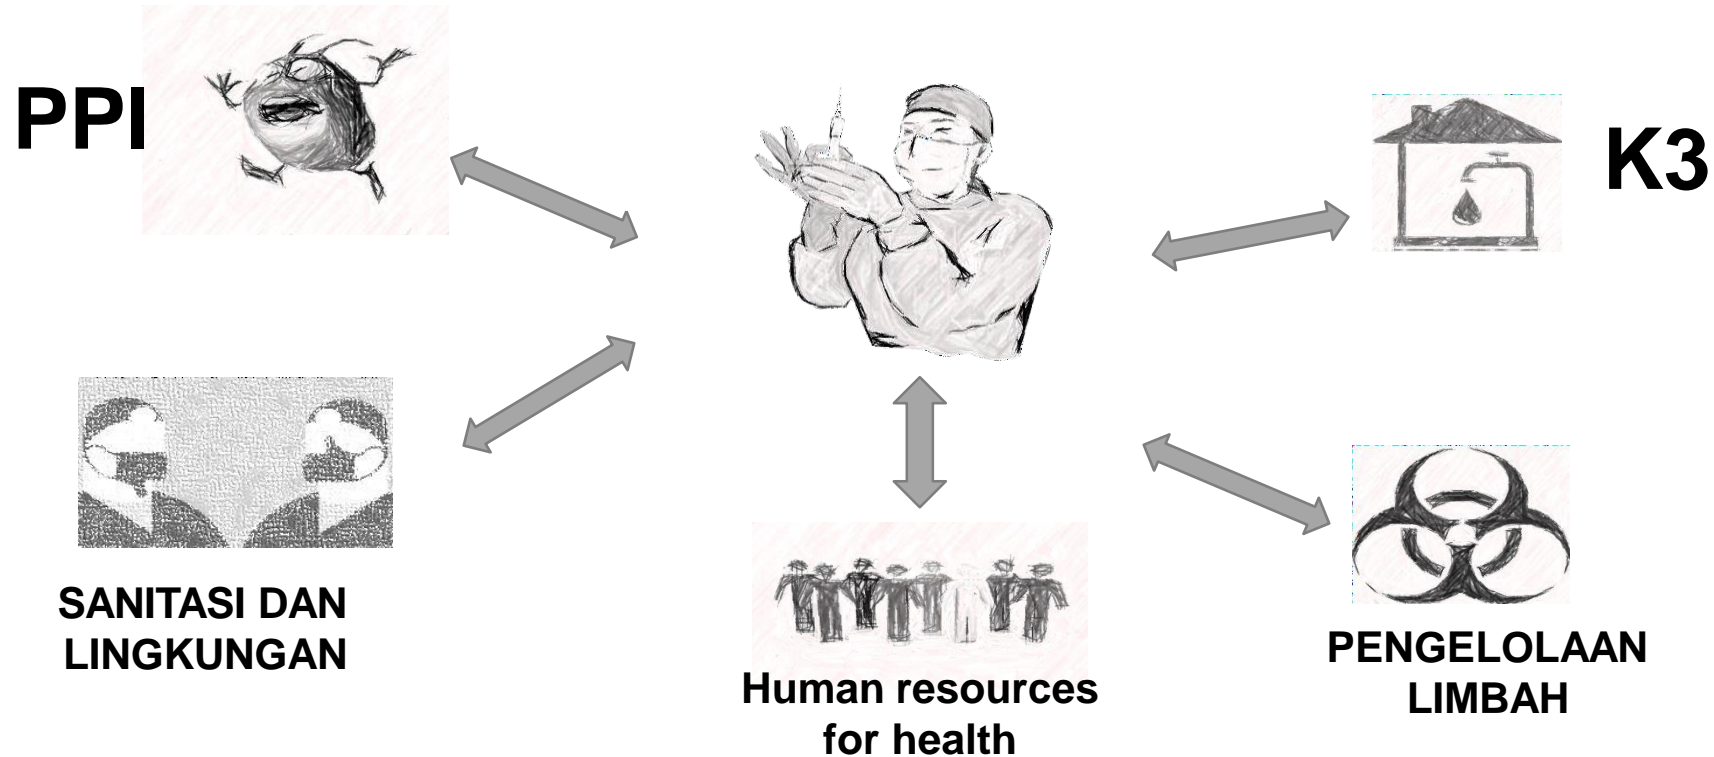 PPI
K3
SANITASI DAN
LINGKUNGAN
Human resources
for health
PENGELOLAAN
LIMBAH